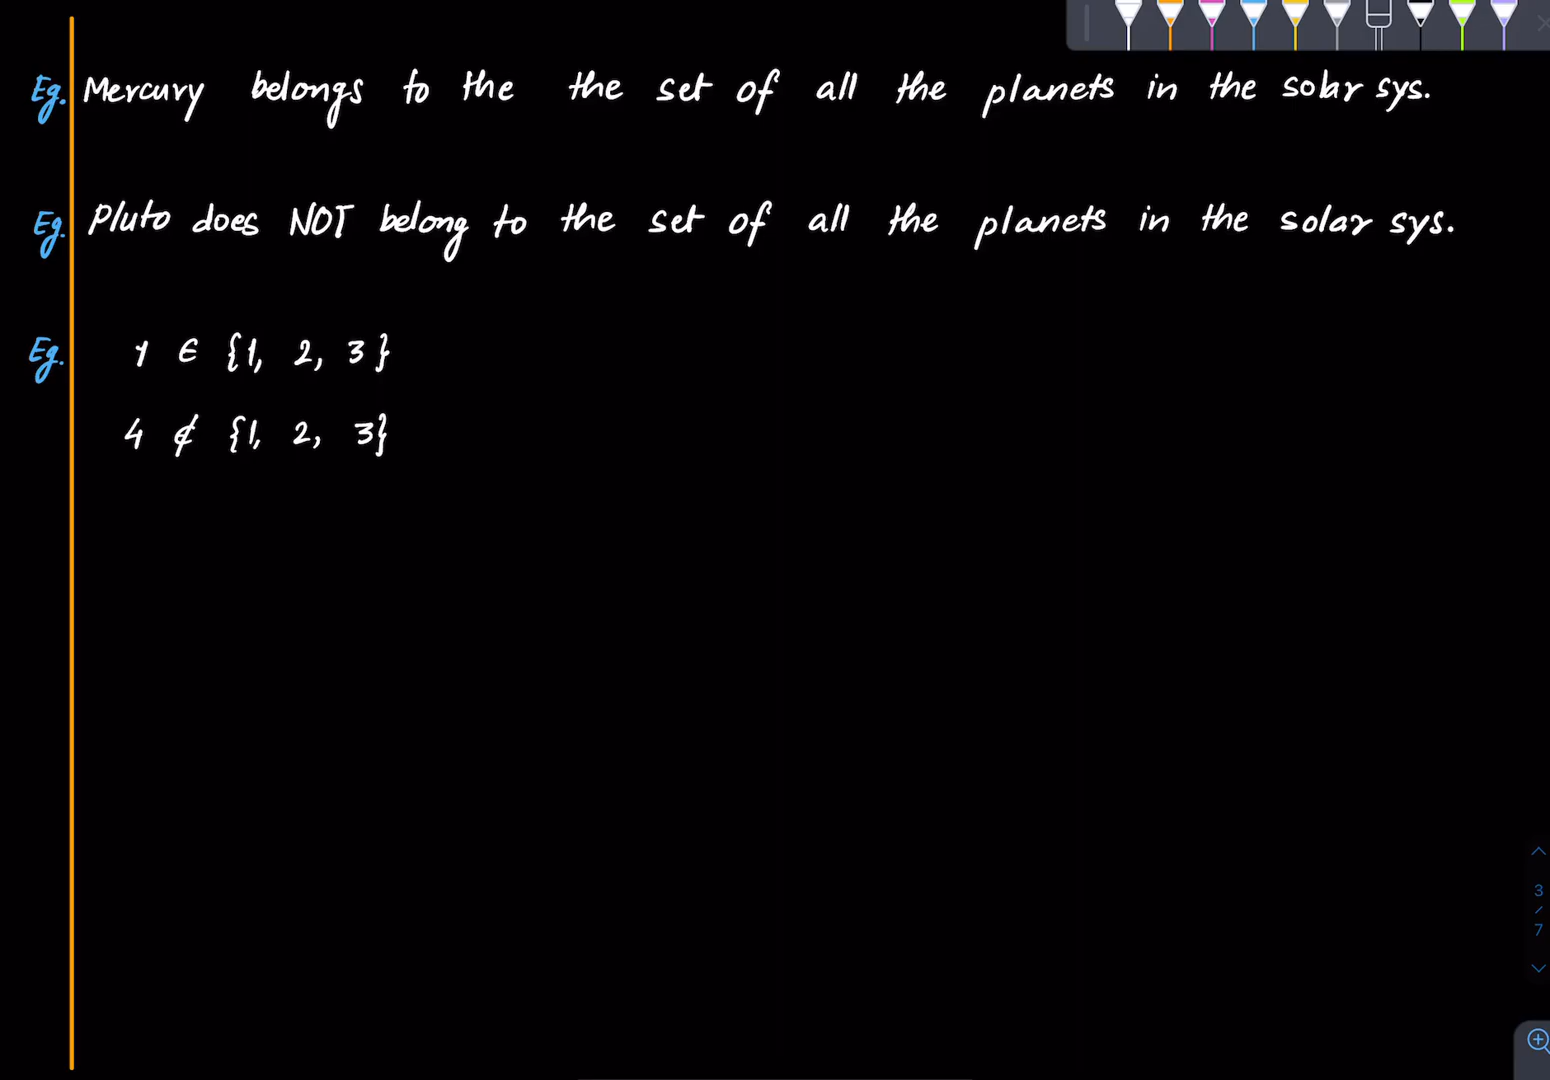 Eg. Mercury belongs to the the set of all the planets in the solar sys.
Eg. Pluto does NOT belong to the set of all the planets in the solar sys.
Eg. 1 ∈ {1, 2, 3}
4 ∉ {1, 2, 3}
3
/
7